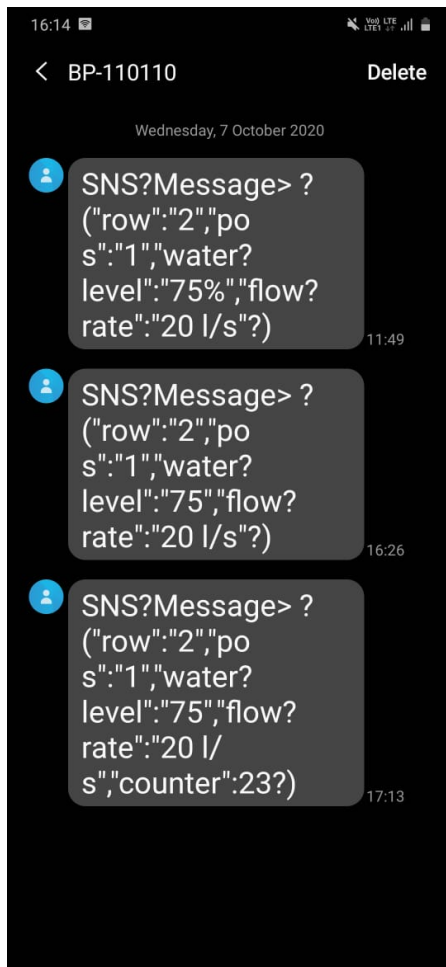 16:14
Vo)) LTE
LTE1
BP-110110
Delete
Wednesday, 7 October 2020
SNS?Message> ?
("row":"2","po
s":"1","water?
level":"75%","flow?
rate":"20 l/s"?)
11:49
SNS?Message> ?
("row":"2","po
s":"1","water?
level":"75","flow?
rate":"20 l/s"?)
16:26
SNS?Message> ?
("row":"2","po
s":"1","water?
level":"75","flow?
rate":"20 l/
s","counter":23?)
17:13